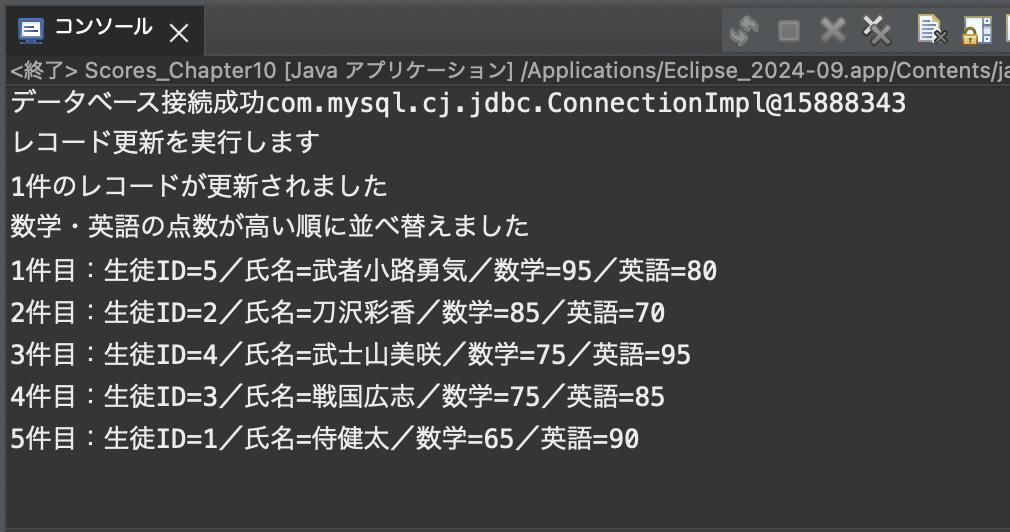 コンソール
<終了> Scores_Chapter10 [Java アプリケーション] /Applications/Eclipse_2024-09.app/Contents/ja
データベース接続成功com.mysql.cj.jdbc.ConnectionImpl@15888343
レコード更新を実行します
1件のレコードが更新されました
数学・英語の点数が高い順に並べ替えました
1件目：生徒ID=5／氏名=武者小路勇気／数学=95／英語=80
2件目：生徒ID=2／氏名=刀沢彩香／数学=85／英語=70
3件目：生徒ID=4／氏名=武士山美咲／数学=75／英語=95
4件目：生徒ID=3／氏名=戦国広志／数学=75／英語=85
5件目：生徒ID=1／氏名=侍健太／数学=65／英語=90